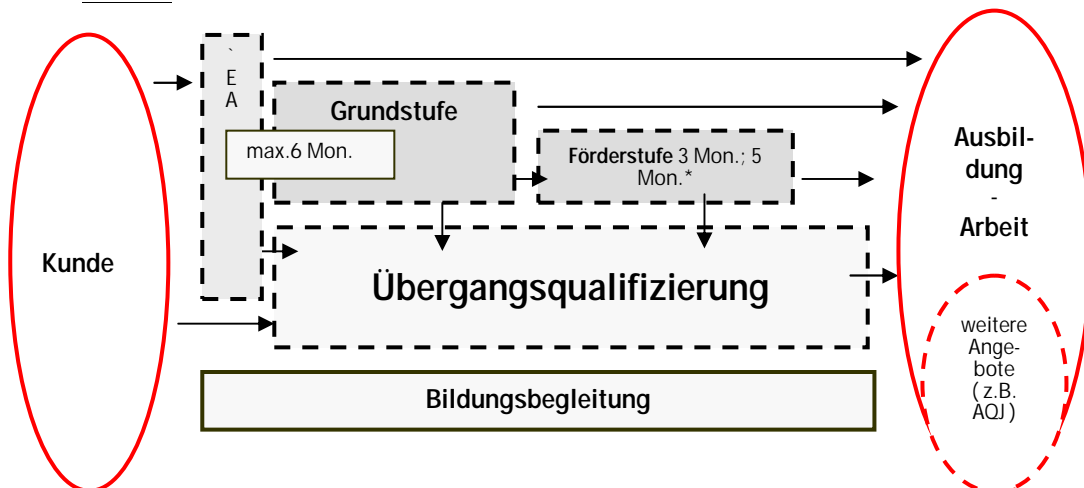 Kunde
`
E
A
Grundstufe
max.6 Mon.
Förderstufe 3 Mon.; 5
Mon.*
Übergangsqualifizierung
Bildungsbegleitung
Ausbil-
dung
-
Arbeit
weitere
Ange-
bote
(z.B.
AQJ)